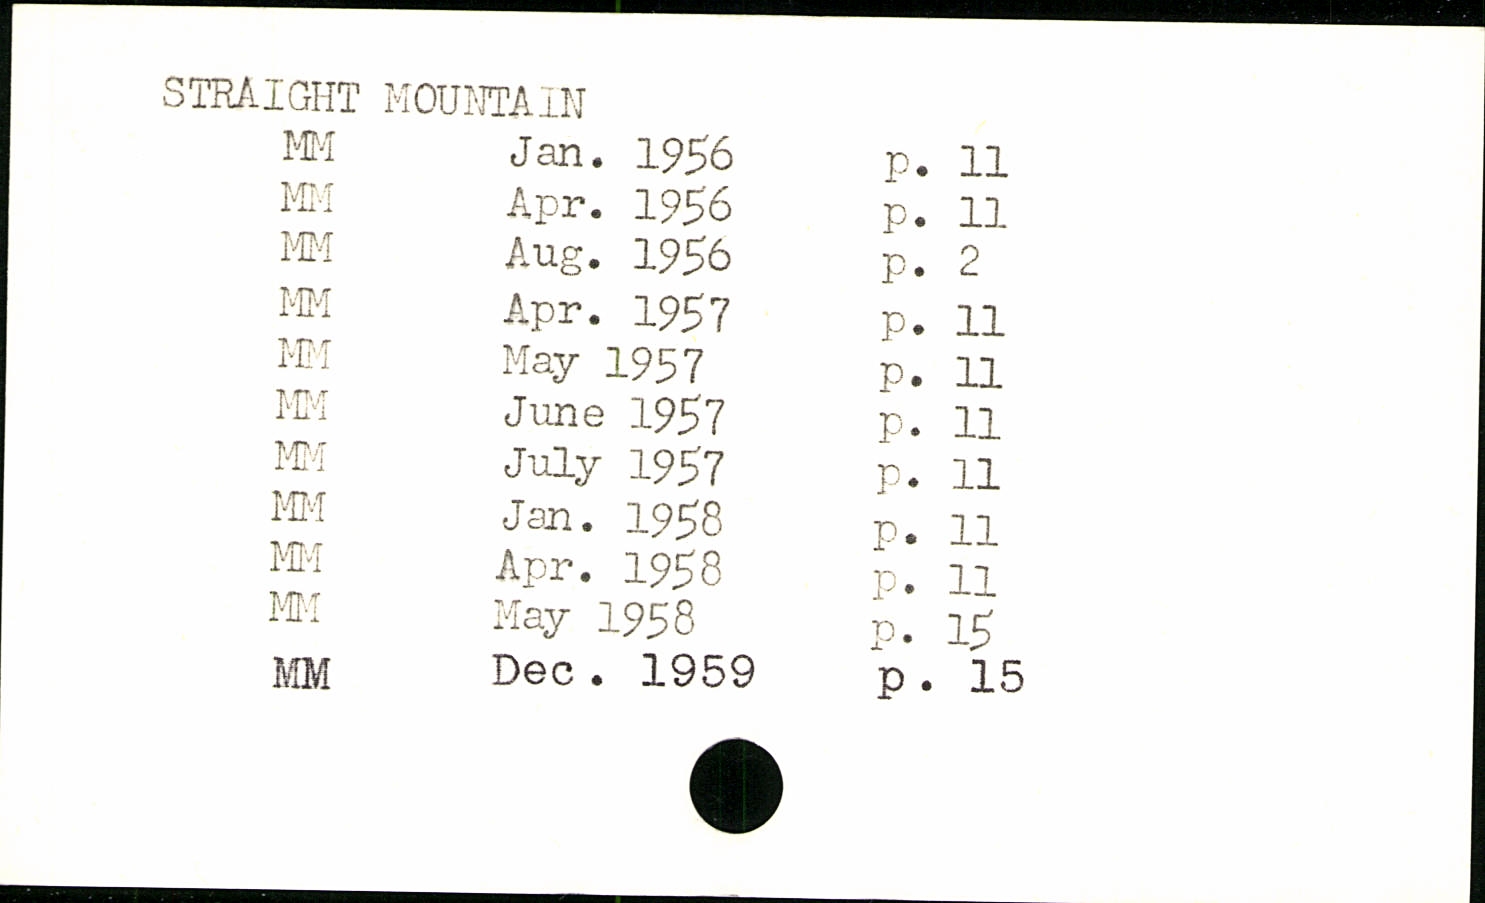 STRAIGHT MOUNTAIN
MM Jan. 1956 p. 11
MM Apr. 1956 p. 11
MM Aug. 1956 p. 2
MM Apr. 1957 p. 11
MM May 1957 p. 11
MM June 1957 p. 11
MM July 1957 p. 11
MM Jan. 1958 p. 11
MM Apr. 1958 p. 11
MM May 1958 p. 15
MM Dec. 1959 p. 15